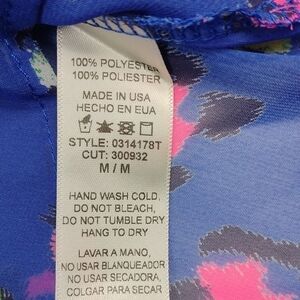 100% POLYESTER
100% POLIESTER
MADE IN USA
HECHO EN EUA
STYLE: 0314178T
CUT: 300932
M / M
HAND WASH COLD,
DO NOT BLEACH,
DO NOT TUMBLE DRY
HANG TO DRY
LAVAR A MANO,
NO USAR BLANQUEADOR
NO USAR SECADORA,
COLGAR PARA SECAR